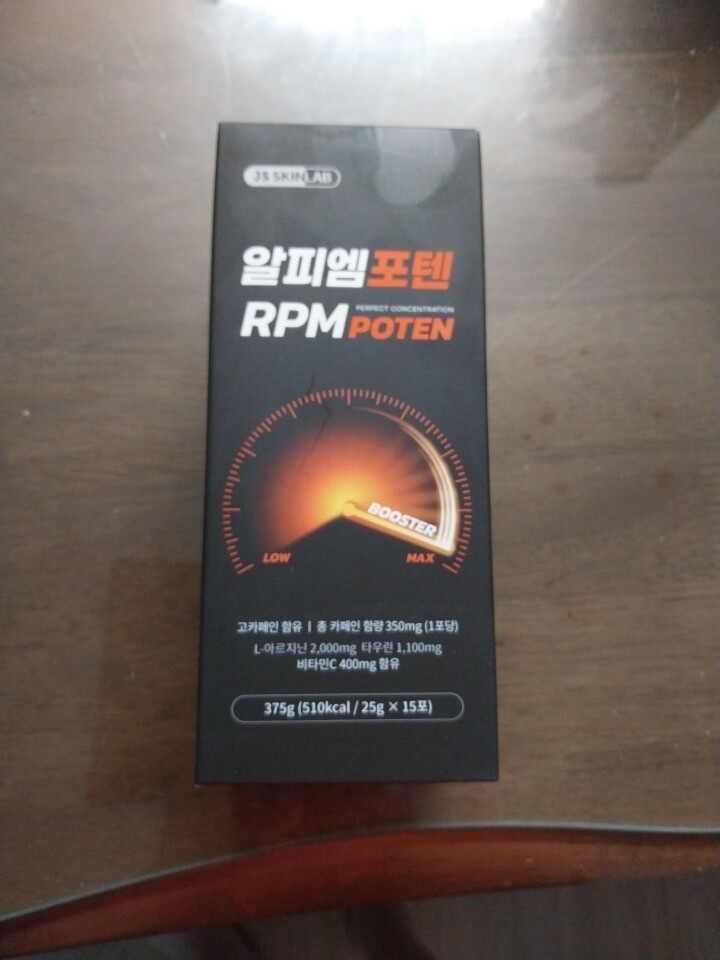 JS SKINLAB
알피엠포텐
RPM PERFECT CONCENTRATION
POTEN
BOOSTER
LOW
MAX
고카페인 함유 | 총 카페인 함량 350mg (1포당)
L-아르지닌 2,000mg 타우린 1,100mg
비타민C 400mg 함유
375g (510kcal / 25g × 15포)